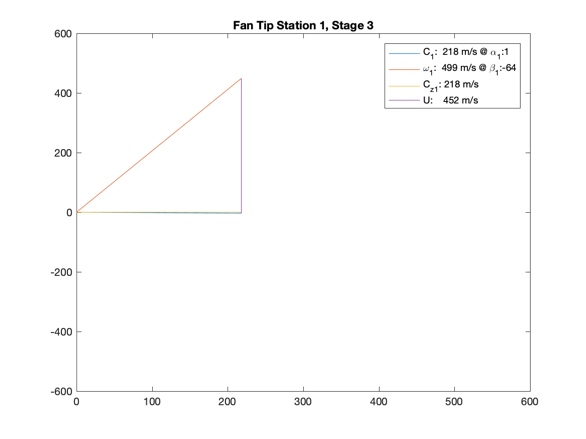 Fan Tip Station 1, Stage 3
600
400
200
0
-200
-400
-600
0
100
200
300
400
500
600
C₁: 218 m/s @ α₁:1
ω₁: 499 m/s @ β₁:-64
C_z1: 218 m/s
U: 452 m/s